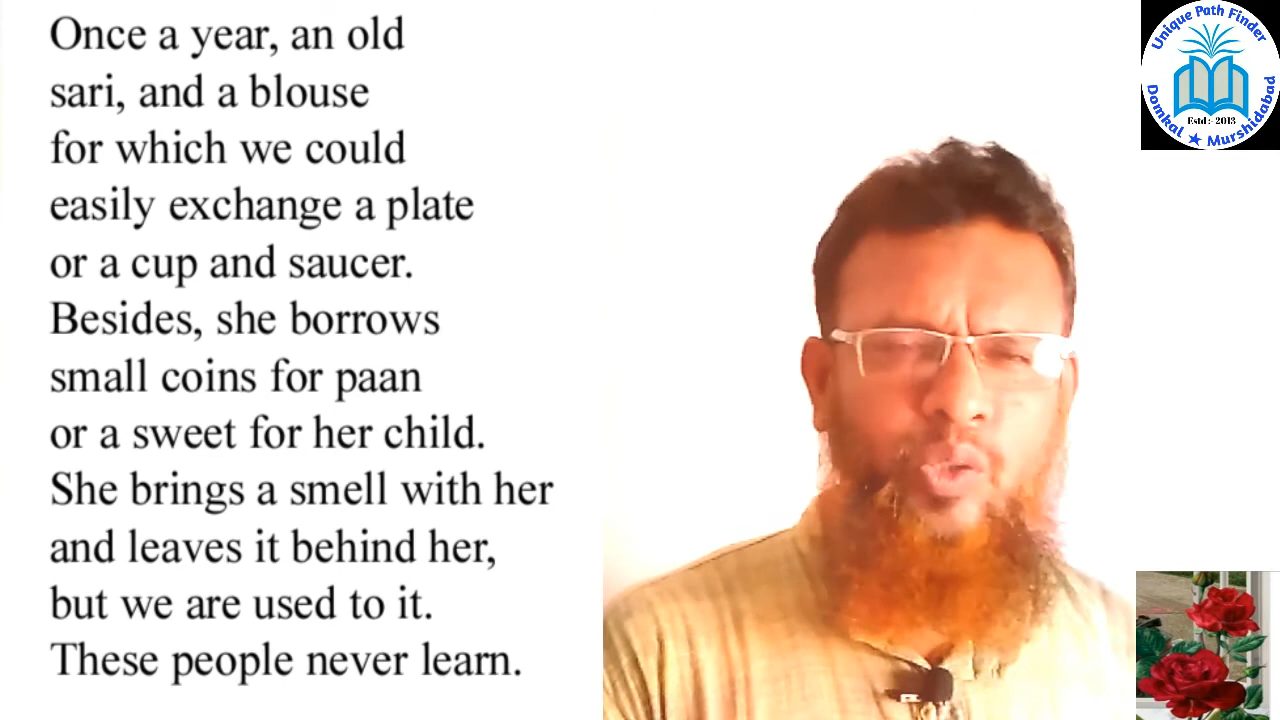 Once a year, an old
sari, and a blouse
for which we could
easily exchange a plate
or a cup and saucer.
Besides, she borrows
small coins for paan
or a sweet for her child.
She brings a smell with her
and leaves it behind her,
but we are used to it.
These people never learn.
Unique Path Finder
Estd:- 2013
Domkal ★ Murshidabad